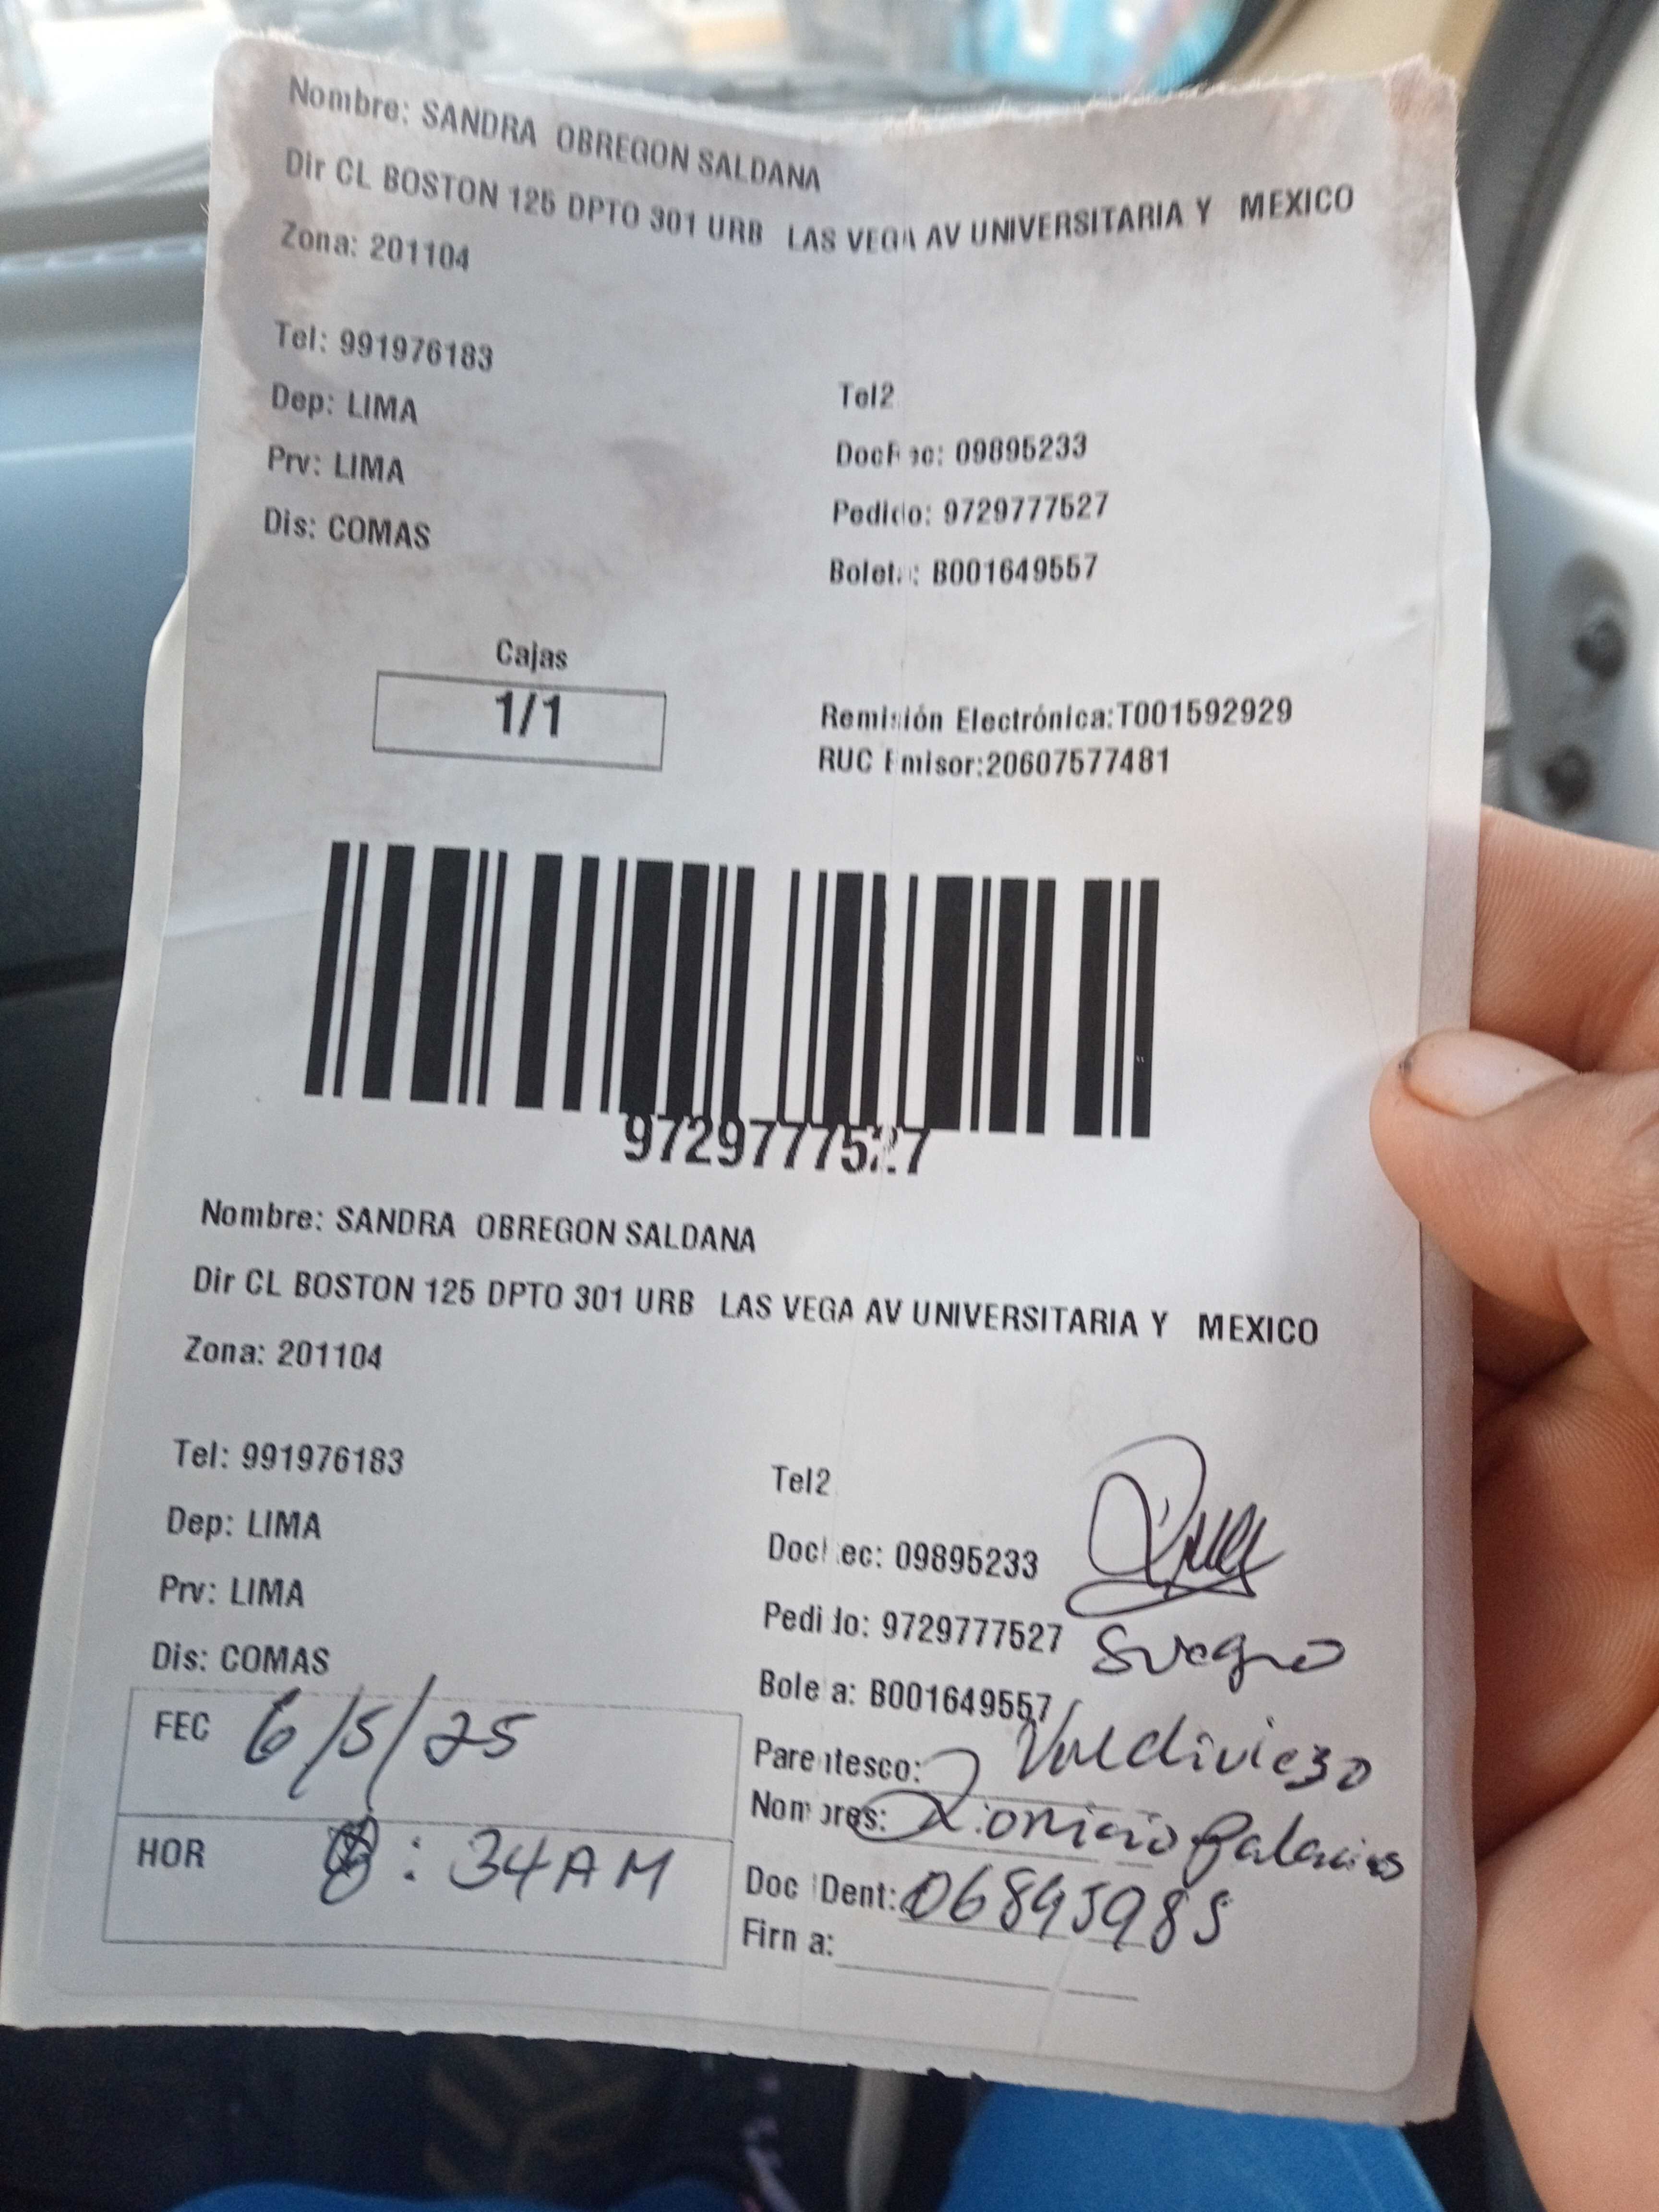 Nombre: SANDRA OBREGON SALDANA
Dir CL BOSTON 125 DPTO 301 URB LAS VEGA AV UNIVERSITARIA Y MEXICO
Zona: 201104
Tel: 991976183
Tel2
Dep: LIMA
DocRec: 09895233
Prv: LIMA
Pedido: 9729777527
Dis: COMAS
Boleta: B001649557
Cajas
1/1
Remisión Electrónica:T001592929
RUC Emisor:20607577481
9729777527
Nombre: SANDRA OBREGON SALDANA
Dir CL BOSTON 125 DPTO 301 URB LAS VEGA AV UNIVERSITARIA Y MEXICO
Zona: 201104
Tel: 991976183
Tel2
Dep: LIMA
DocRec: 09895233
Prv: LIMA
Pedido: 9729777527
Suegro
Dis: COMAS
Boleta: B001649557
FEC 6/5/25
Parentesco: Valdiviezo
Nombres: Dionicio Palacios
HOR 8:34AM
Doc IDent: 06845985
Firma: